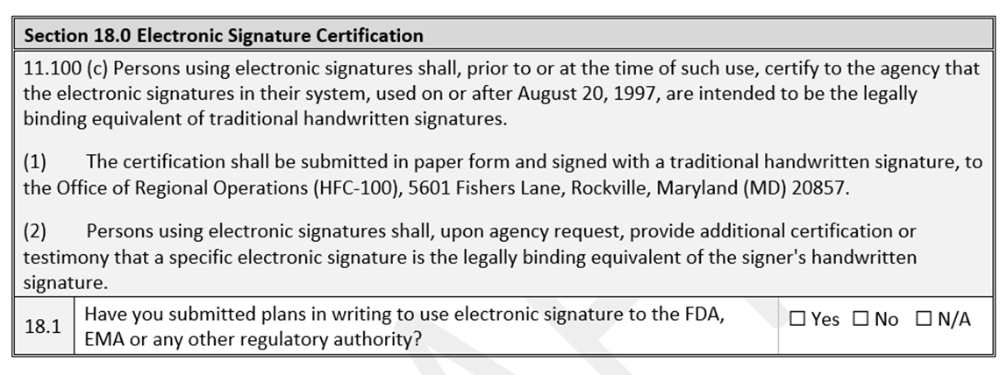 Section 18.0 Electronic Signature Certification
11.100 (c) Persons using electronic signatures shall, prior to or at the time of such use, certify to the agency that
the electronic signatures in their system, used on or after August 20, 1997, are intended to be the legally
binding equivalent of traditional handwritten signatures.
(1) The certification shall be submitted in paper form and signed with a traditional handwritten signature, to
the Office of Regional Operations (HFC-100), 5601 Fishers Lane, Rockville, Maryland (MD) 20857.
(2) Persons using electronic signatures shall, upon agency request, provide additional certification or
testimony that a specific electronic signature is the legally binding equivalent of the signer's handwritten
signature.
18.1 Have you submitted plans in writing to use electronic signature to the FDA, ☐ Yes ☐ No ☐ N/A
EMA or any other regulatory authority?